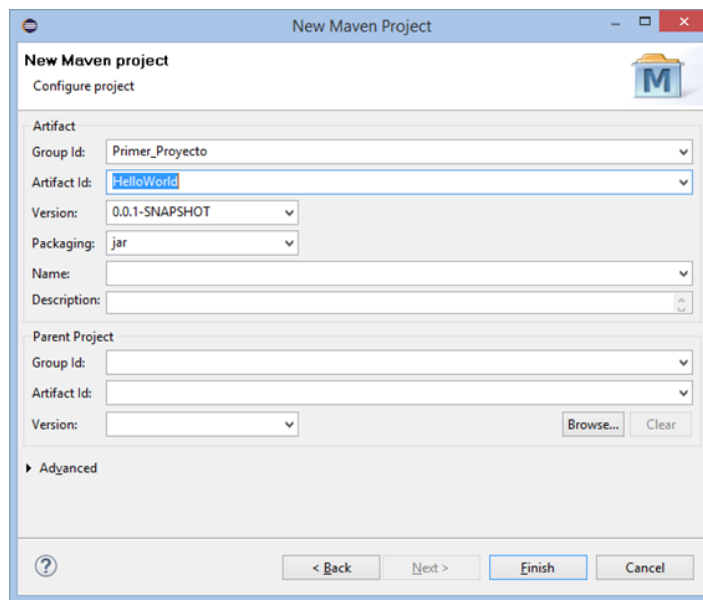 New Maven Project
New Maven project
Configure project
M
Artifact
Group Id: Primer_Proyecto
Artifact Id: HelloWorld
Version: 0.0.1-SNAPSHOT
Packaging: jar
Name:
Description:
Parent Project
Group Id:
Artifact Id:
Version: Browse... Clear
Advanced
? < Back Next > Finish Cancel